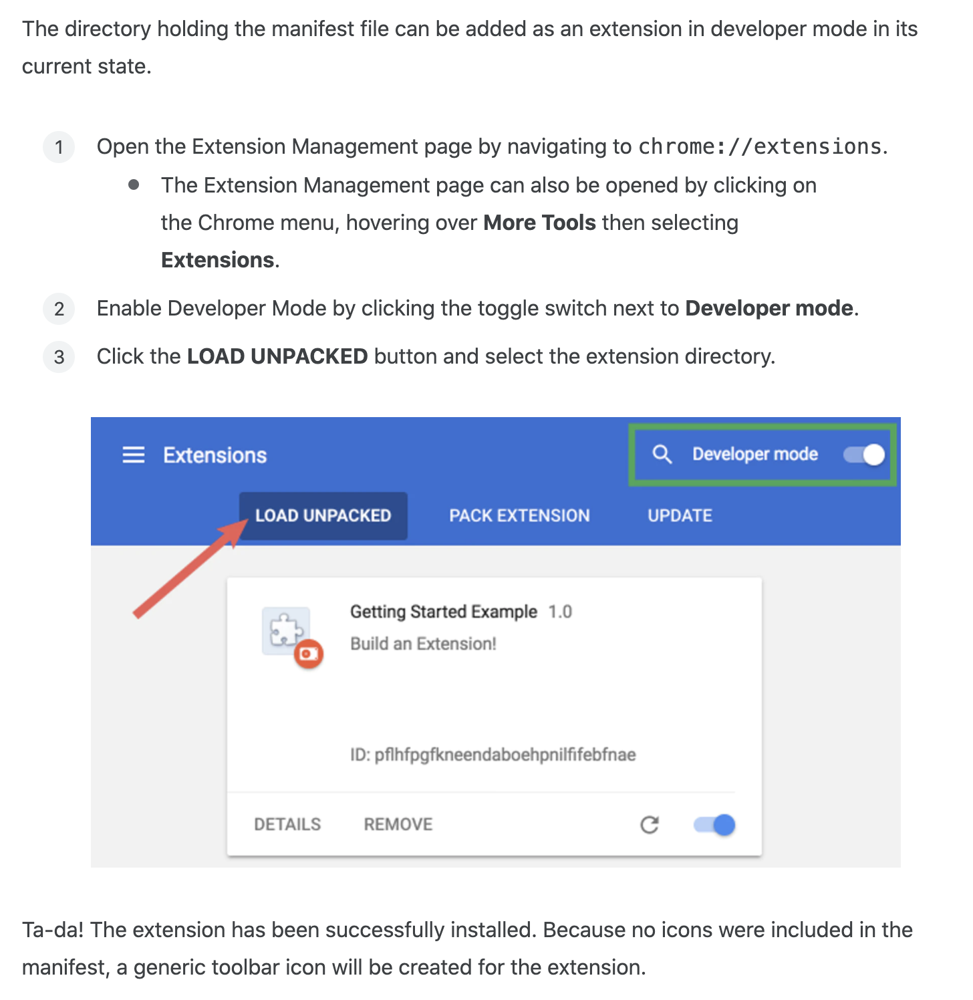 The directory holding the manifest file can be added as an extension in developer mode in its
current state.
1 Open the Extension Management page by navigating to chrome://extensions.
● The Extension Management page can also be opened by clicking on
the Chrome menu, hovering over More Tools then selecting
Extensions.
2 Enable Developer Mode by clicking the toggle switch next to Developer mode.
3 Click the LOAD UNPACKED button and select the extension directory.
Extensions Developer mode
LOAD UNPACKED PACK EXTENSION UPDATE
Getting Started Example 1.0
Build an Extension!
ID: pflhfpgfkneendaboehpnilfifebfnae
DETAILS REMOVE
Ta-da! The extension has been successfully installed. Because no icons were included in the
manifest, a generic toolbar icon will be created for the extension.